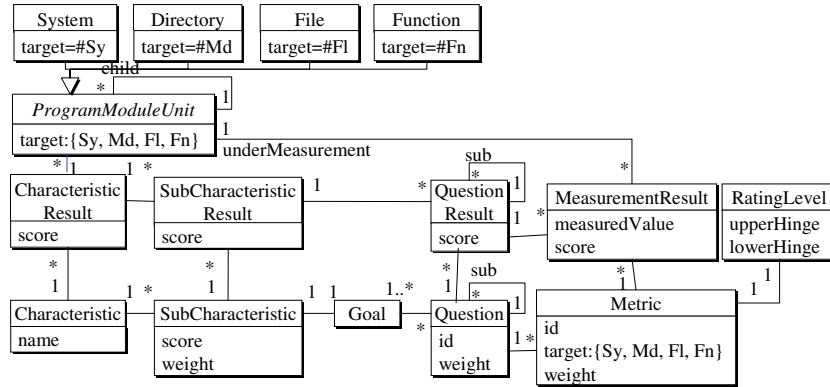 System
target=#Sy
Directory
target=#Md
File
target=#Fl
Function
target=#Fn
child
*
1
ProgramModuleUnit
target:{Sy, Md, Fl, Fn}
1
underMeasurement
*
*
1
Characteristic
Result
score
1
*
SubCharacteristic
Result
score
1
*
sub
*
1
Question
Result
score
1
*
MeasurementResult
measuredValue
score
RatingLevel
upperHinge
lowerHinge
*
1
*
1
*
1
*
1
1
1
Characteristic
name
1
*
SubCharacteristic
score
weight
1
1
Goal
1..*
*
sub
*
1
Question
id
weight
1
*
Metric
id
target:{Sy, Md, Fl, Fn}
weight